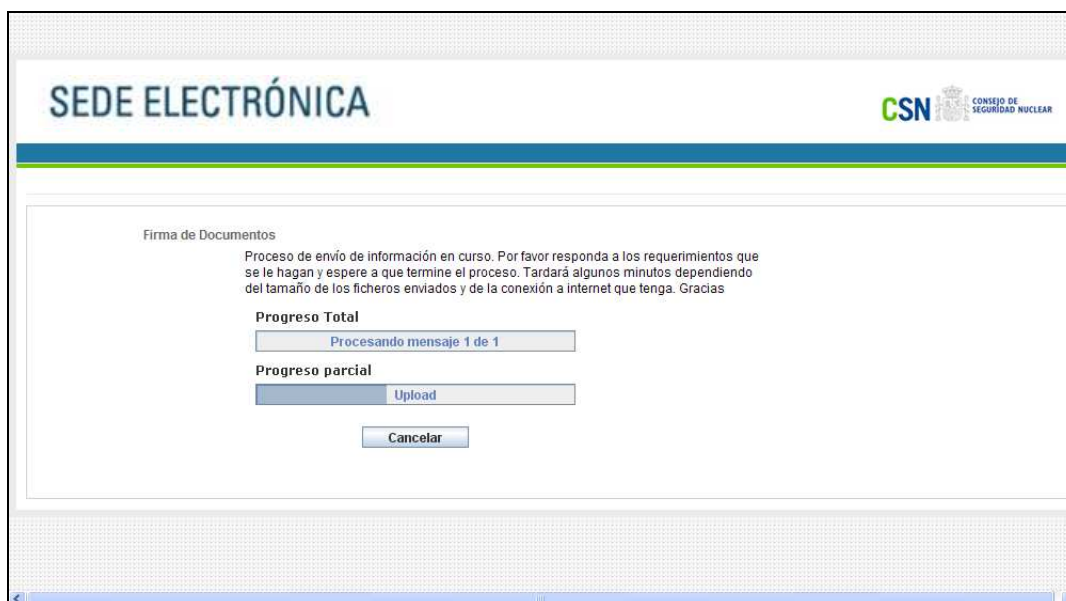 SEDE ELECTRÓNICA
CSN
CONSEJO DE
SEGURIDAD NUCLEAR
Firma de Documentos
Proceso de envío de información en curso. Por favor responda a los requerimientos que
se le hagan y espere a que termine el proceso. Tardará algunos minutos dependiendo
del tamaño de los ficheros enviados y de la conexión a internet que tenga. Gracias
Progreso Total
Procesando mensaje 1 de 1
Progreso parcial
Upload
Cancelar